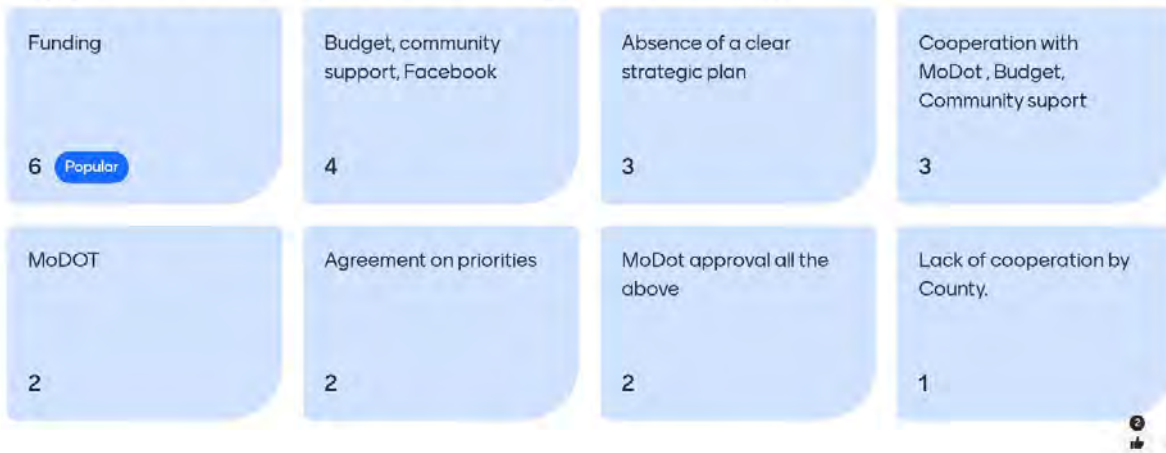 Funding
6 Popular
Budget, community
support, Facebook
4
Absence of a clear
strategic plan
3
Cooperation with
MoDot , Budget,
Community suport
3
MoDOT
2
Agreement on priorities
2
MoDot approval all the
above
2
Lack of cooperation by
County.
1
2